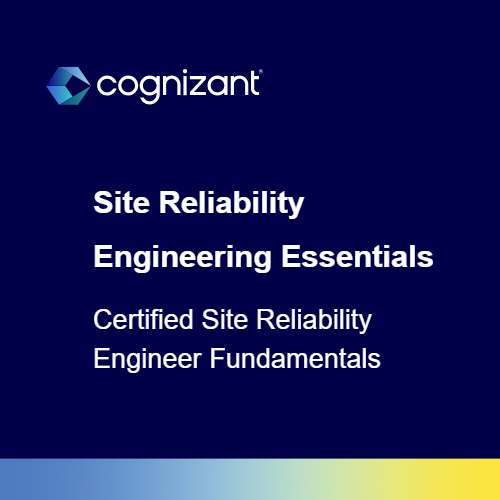 cognizant®
Site Reliability
Engineering Essentials
Certified Site Reliability
Engineer Fundamentals